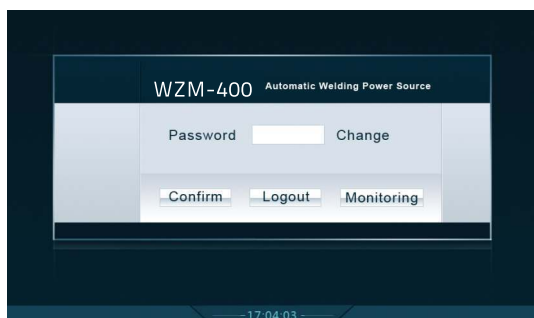 WZM-400 Automatic Welding Power Source
Password Change
Confirm Logout Monitoring
17:04:03